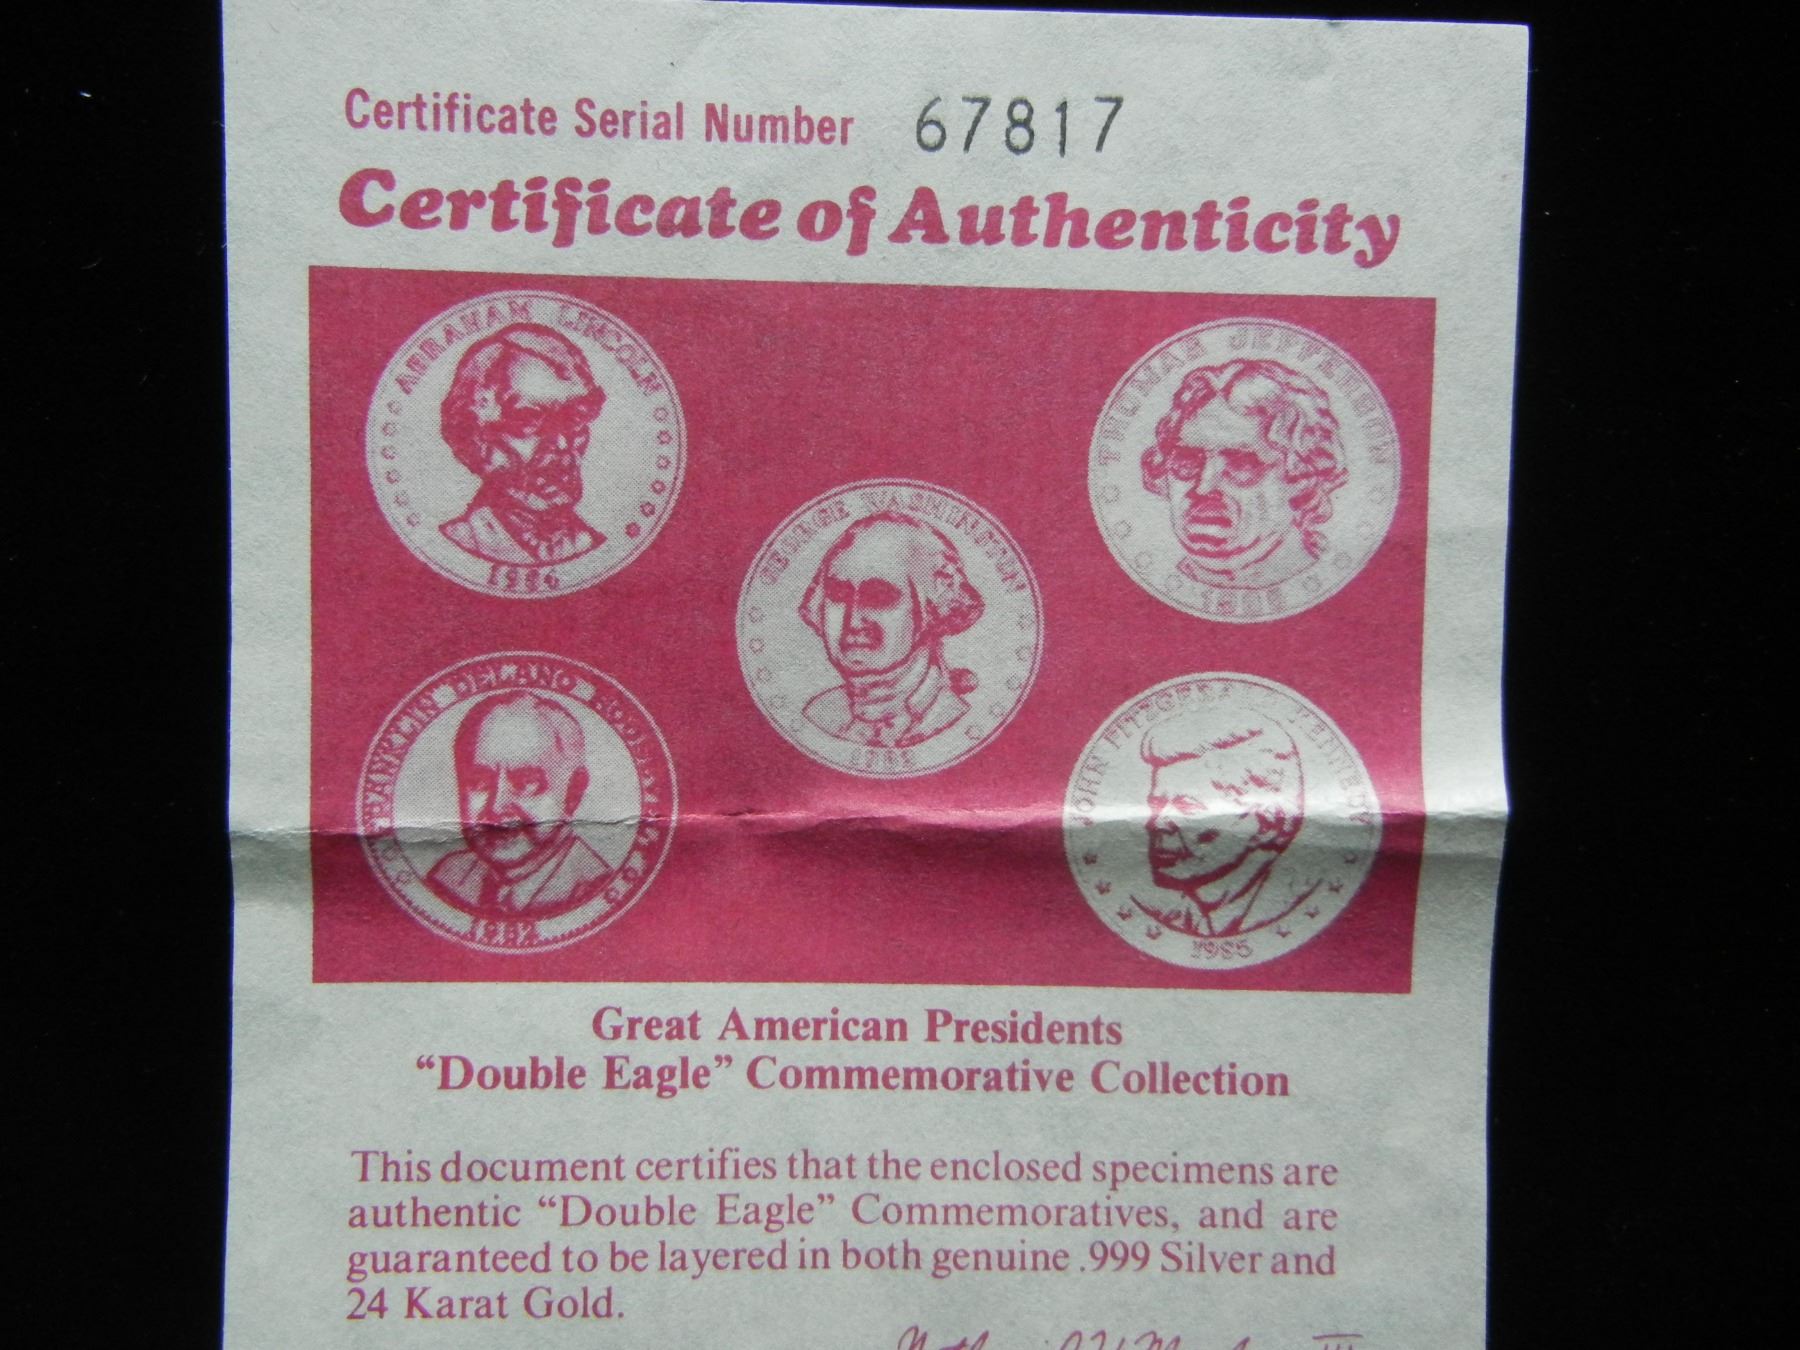 Certificate Serial Number 67817
Certificate of Authenticity
ABRAHAM LINCOLN
1986
THOMAS JEFFERSON
GEORGE WASHINGTON
FRANKLIN DELANO ROOSEVELT
1982
JOHN FITZGERALD KENNEDY
Great American Presidents
“Double Eagle” Commemorative Collection
This document certifies that the enclosed specimens are
authentic “Double Eagle” Commemoratives, and are
guaranteed to be layered in both genuine .999 Silver and
24 Karat Gold.